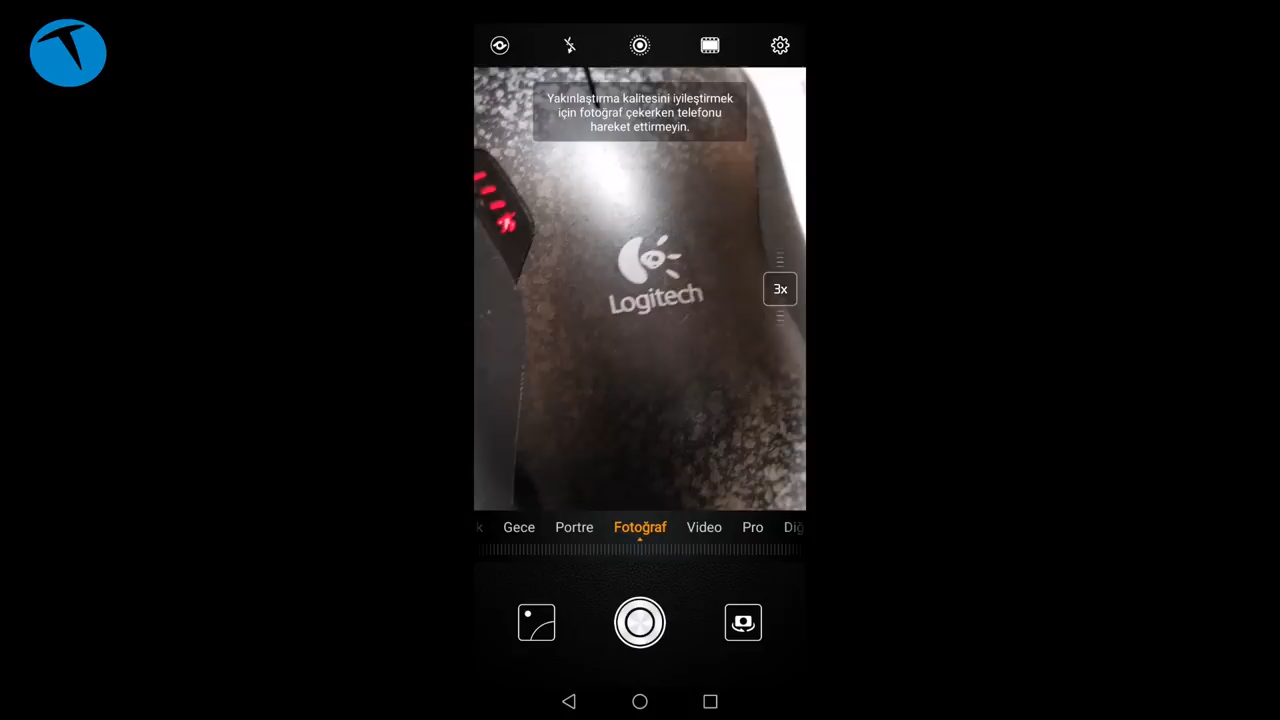 Yakınlaştırma kalitesini iyileştirmek
için fotoğraf çekerken telefonu
hareket ettirmeyin.
Logitech
3x
Gece Portre Fotoğraf Video Pro